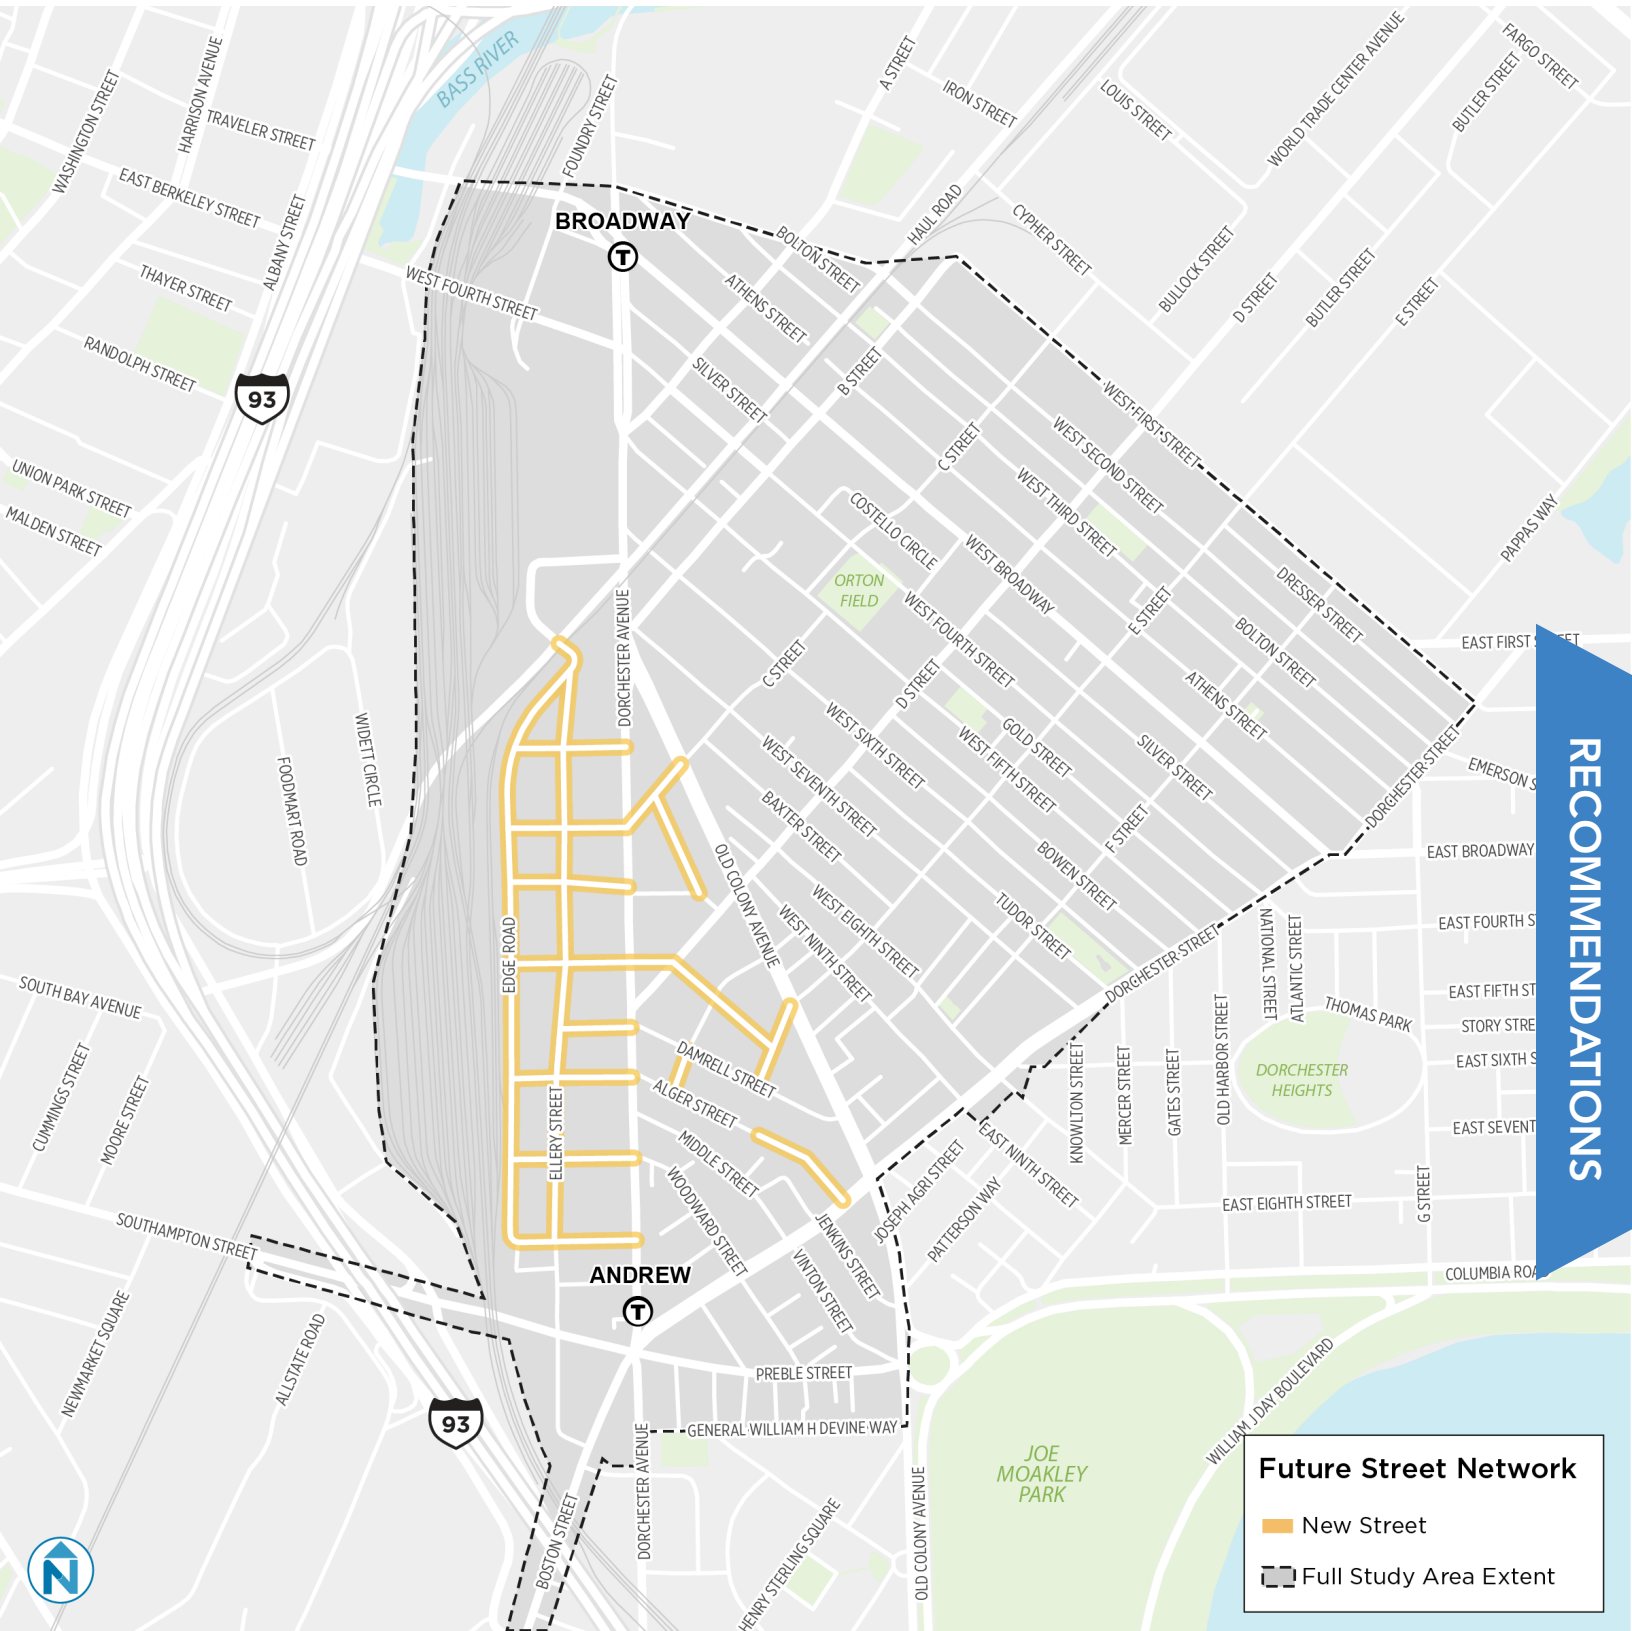 BASS RIVER
WASHINGTON STREET
HARRISON AVENUE
TRAVELER STREET
EAST BERKELEY STREET
ALBANY STREET
THAYER STREET
RANDOLPH STREET
UNION PARK STREET
MALDEN STREET
93
FOUNDRY STREET
A STREET
IRON STREET
LOUIS STREET
WORLD TRADE CENTER AVENUE
BUTLER STREET
FARGO STREET
HAUL ROAD
CYPHER STREET
BULLOCK STREET
D STREET
BUTLER STREET
E STREET
PAPPAS WAY
BROADWAY
T
WEST FOURTH STREET
BOLTON STREET
ATHENS STREET
SILVER STREET
B STREET
C STREET
WEST FIRST STREET
WEST SECOND STREET
WEST THIRD STREET
COSTELLO CIRCLE
WEST BROADWAY
ORTON
FIELD
WEST FOURTH STREET
E STREET
DRESSER STREET
BOLTON STREET
ATHENS STREET
DORCHESTER AVENUE
C STREET
D STREET
WEST SIXTH STREET
WEST SEVENTH STREET
BAXTER STREET
GOLD STREET
WEST FIFTH STREET
SILVER STREET
F STREET
BOWEN STREET
TUDOR STREET
WEST EIGHTH STREET
WEST NINTH STREET
OLD COLONY AVENUE
DORCHESTER STREET
DORCHESTER STREET
EAST FIRST STREET
EMERSON S
EAST BROADWAY
EAST FOURTH S
EAST FIFTH ST
STORY STRE
EAST SIXTH S
EAST SEVENT
NATIONAL STREET
ATLANTIC STREET
THOMAS PARK
DORCHESTER
HEIGHTS
OLD HARBOR STREET
GATES STREET
MERCER STREET
KNOWLTON STREET
EAST EIGHTH STREET
G STREET
COLUMBIA ROAD
RECOMMENDATIONS
WIDETT CIRCLE
FOODMART ROAD
EDGE ROAD
ELLERY STREET
DAMRELL STREET
ALGER STREET
MIDDLE STREET
WOODWARD STREET
JENKINS STREET
VINTON STREET
EAST NINTH STREET
JOSEPH AGRI STREET
PATTERSON WAY
SOUTH BAY AVENUE
CUMMINGS STREET
MOORE STREET
SOUTHAMPTON STREET
NEWMARKET SQUARE
ALLSTATE ROAD
93
ANDREW
T
PREBLE STREET
GENERAL WILLIAM H DEVINE WAY
DORCHESTER AVENUE
BOSTON STREET
HENRY STERLING SQUARE
OLD COLONY AVENUE
JOE
MOAKLEY
PARK
WILLIAM J DAY BOULEVARD
N
Future Street Network
New Street
Full Study Area Extent